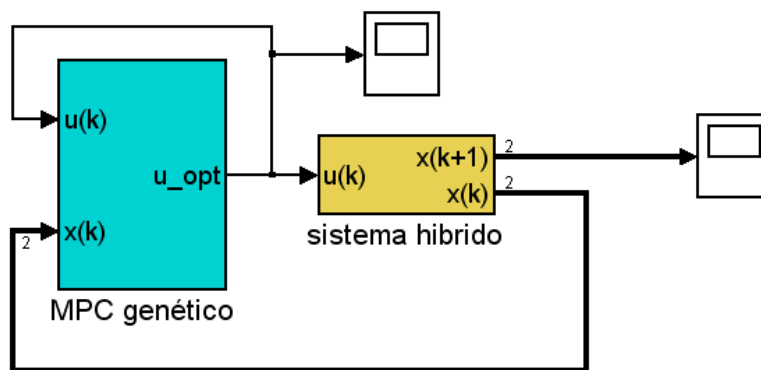 u(k)
u_opt
x(k)
2
MPC genético
u(k)
x(k+1)
x(k)
sistema hibrido
2
2